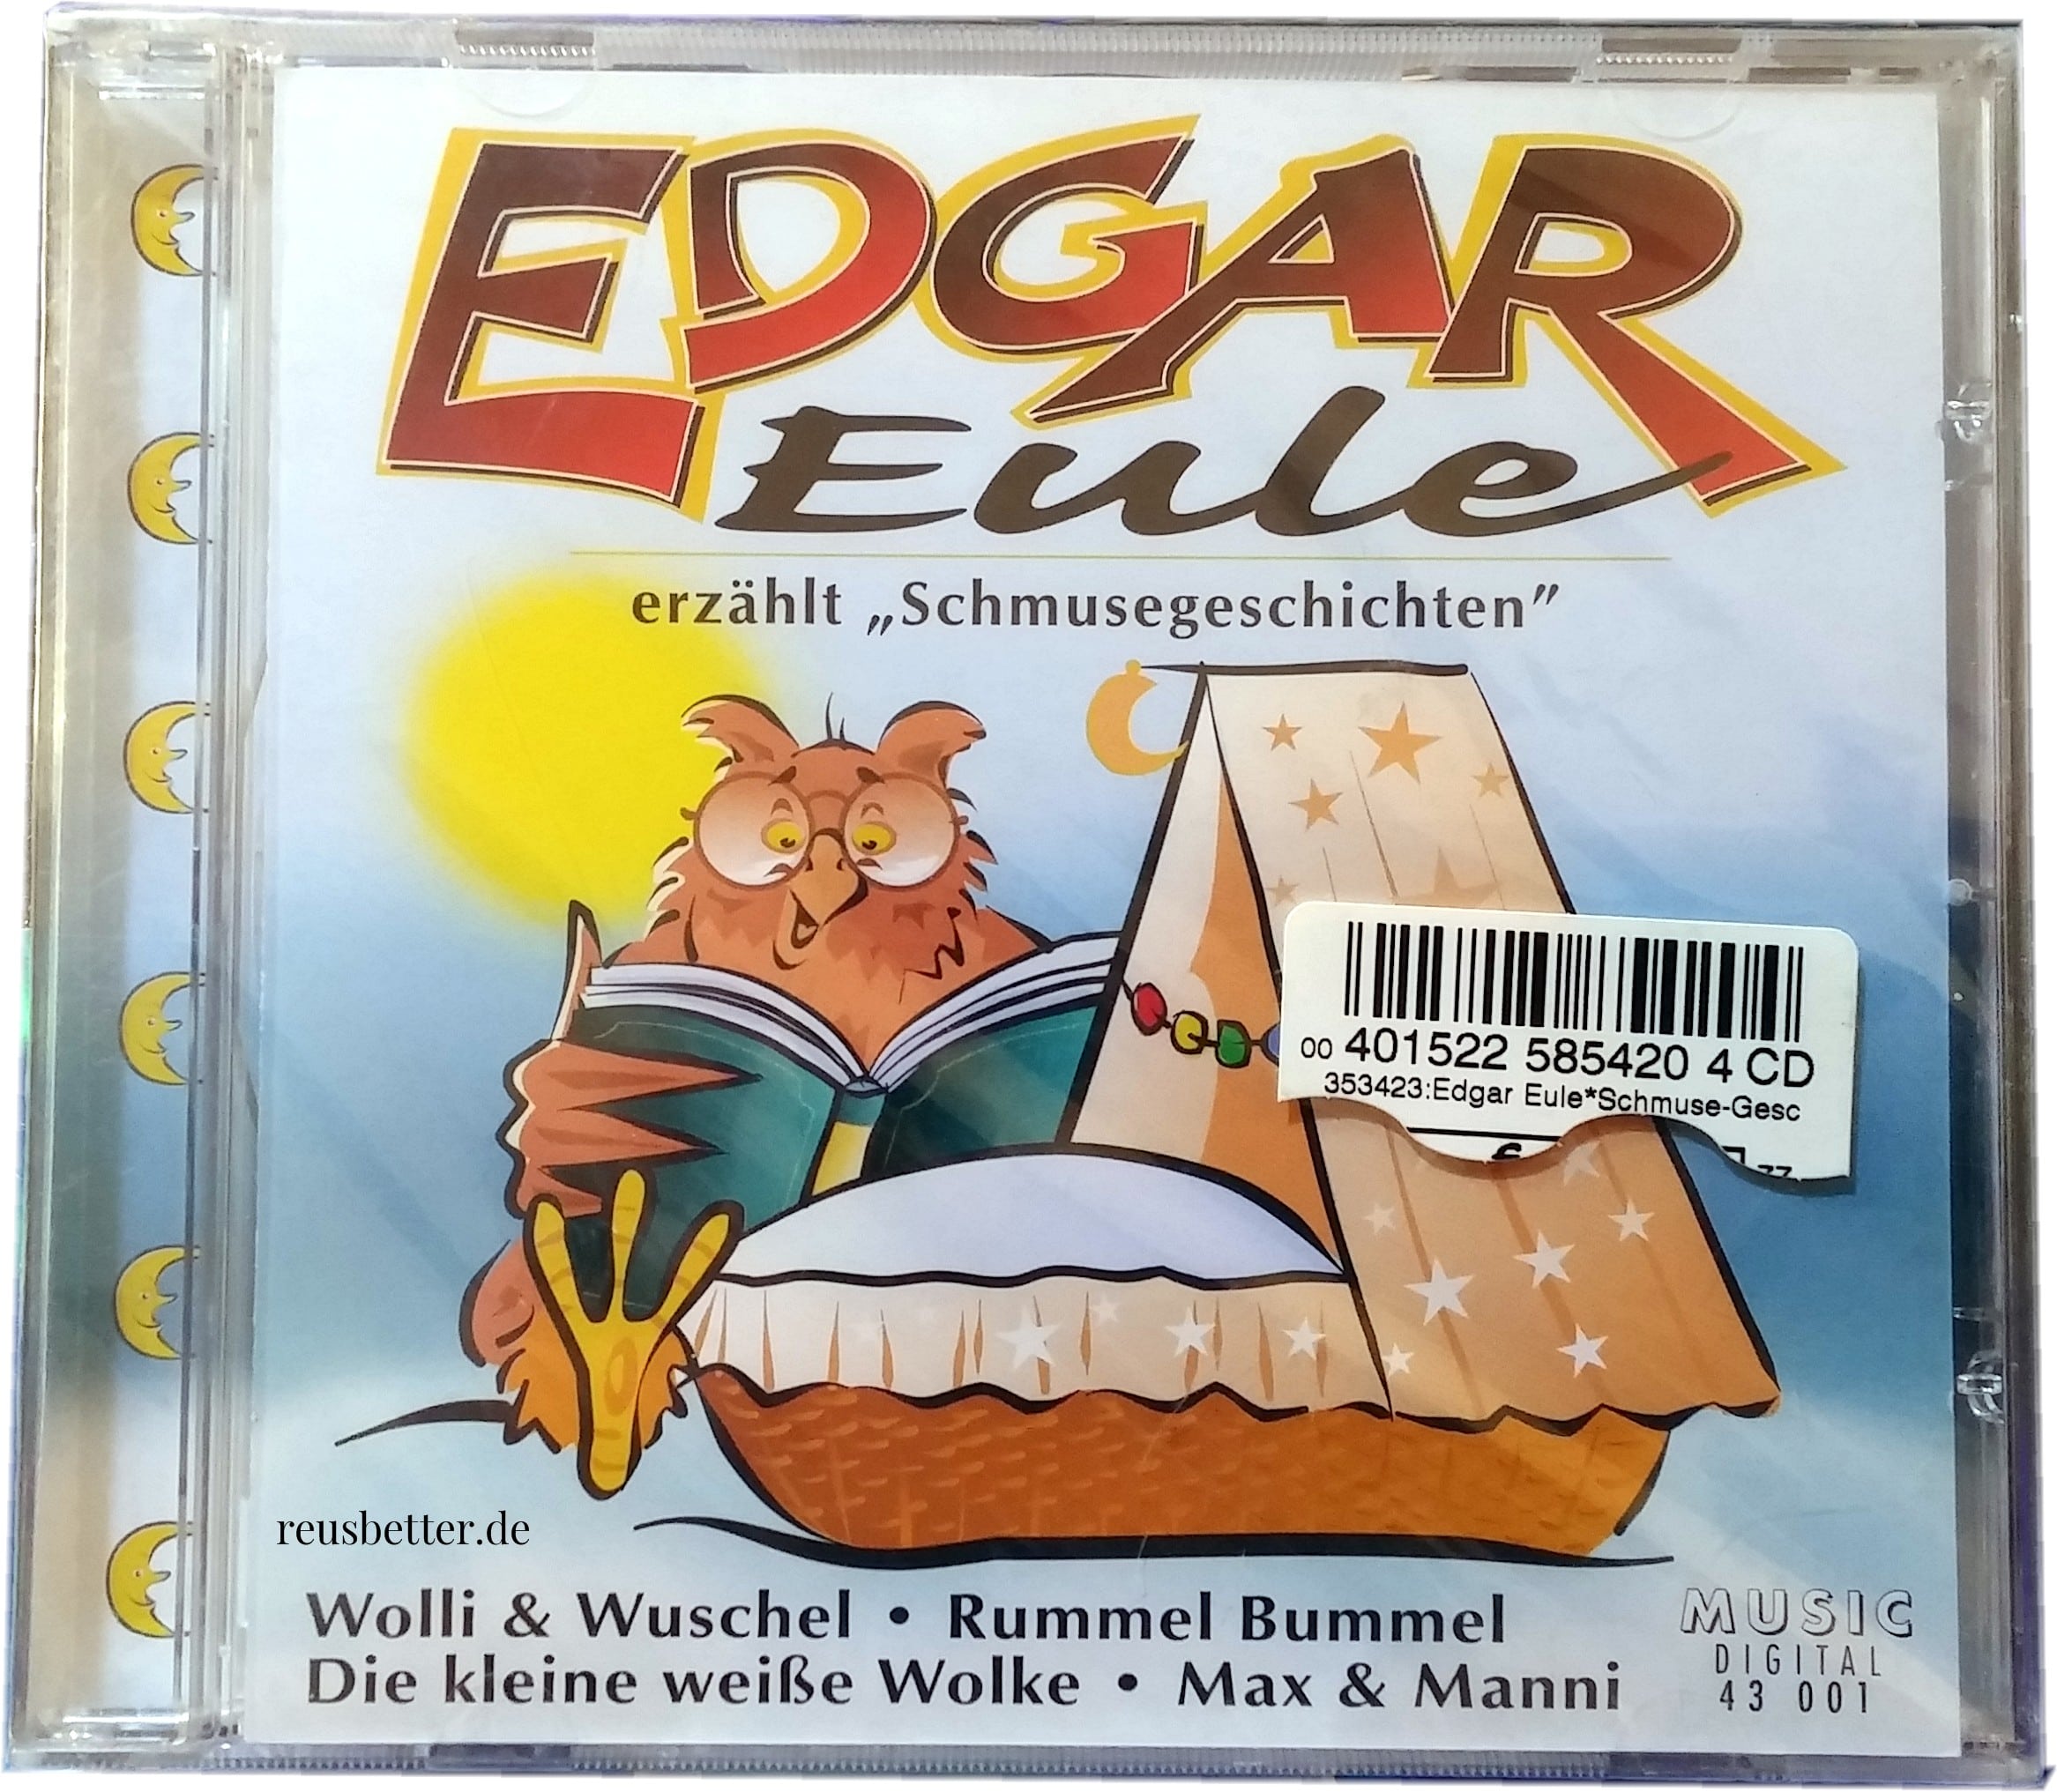 EDGAR
Eule
erzählt „Schmusegeschichten”
00 401522 585420 4 CD
353423:Edgar Eule*Schmuse-Gesc
reusbetter.de
Wolli & Wuschel • Rummel Bummel
Die kleine weiße Wolke • Max & Manni
MUSIC
DIGITAL
43 001